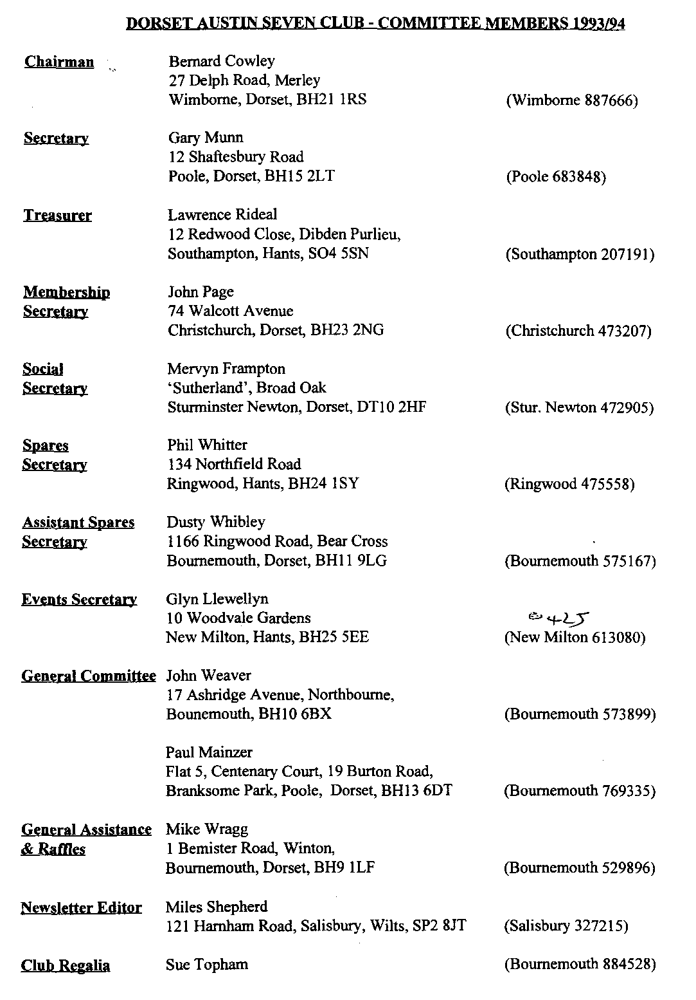 DORSET AUSTIN SEVEN CLUB - COMMITTEE MEMBERS 1993/94
Chairman Bernard Cowley
27 Delph Road, Merley
Wimborne, Dorset, BH21 1RS (Wimborne 887666)
Secretary Gary Munn
12 Shaftesbury Road
Poole, Dorset, BH15 2LT (Poole 683848)
Treasurer Lawrence Rideal
12 Redwood Close, Dibden Purlieu,
Southampton, Hants, SO4 5SN (Southampton 207191)
Membership John Page
Secretary 74 Walcott Avenue
Christchurch, Dorset, BH23 2NG (Christchurch 473207)
Social Mervyn Frampton
Secretary ‘Sutherland’, Broad Oak
Sturminster Newton, Dorset, DT10 2HF (Stur. Newton 472905)
Spares Phil Whitter
Secretary 134 Northfield Road
Ringwood, Hants, BH24 1SY (Ringwood 475558)
Assistant Spares Dusty Whibley
Secretary 1166 Ringwood Road, Bear Cross
Bournemouth, Dorset, BH11 9LG (Bournemouth 575167)
Events Secretary Glyn Llewellyn
10 Woodvale Gardens 425
New Milton, Hants, BH25 5EE (New Milton 613080)
General Committee John Weaver
17 Ashridge Avenue, Northbourne,
Bounemouth, BH10 6BX (Bournemouth 573899)
Paul Mainzer
Flat 5, Centenary Court, 19 Burton Road,
Branksome Park, Poole, Dorset, BH13 6DT (Bournemouth 769335)
General Assistance Mike Wragg
& Raffles 1 Bemister Road, Winton,
Bournemouth, Dorset, BH9 1LF (Bournemouth 529896)
Newsletter Editor Miles Shepherd
121 Harnham Road, Salisbury, Wilts, SP2 8JT (Salisbury 327215)
Club Regalia Sue Topham (Bournemouth 884528)